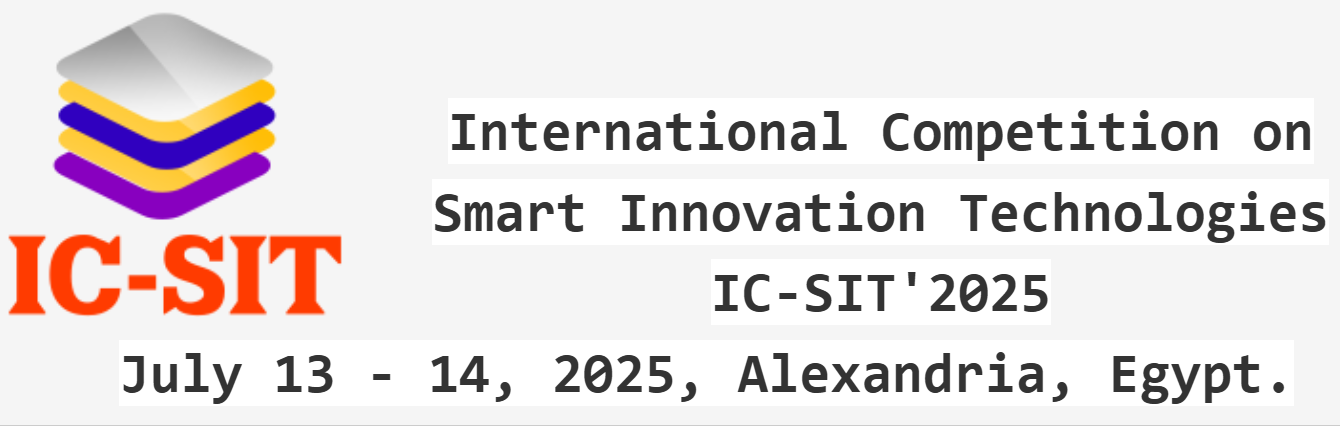 IC-SIT
International Competition on
Smart Innovation Technologies
IC-SIT'2025
July 13 - 14, 2025, Alexandria, Egypt.